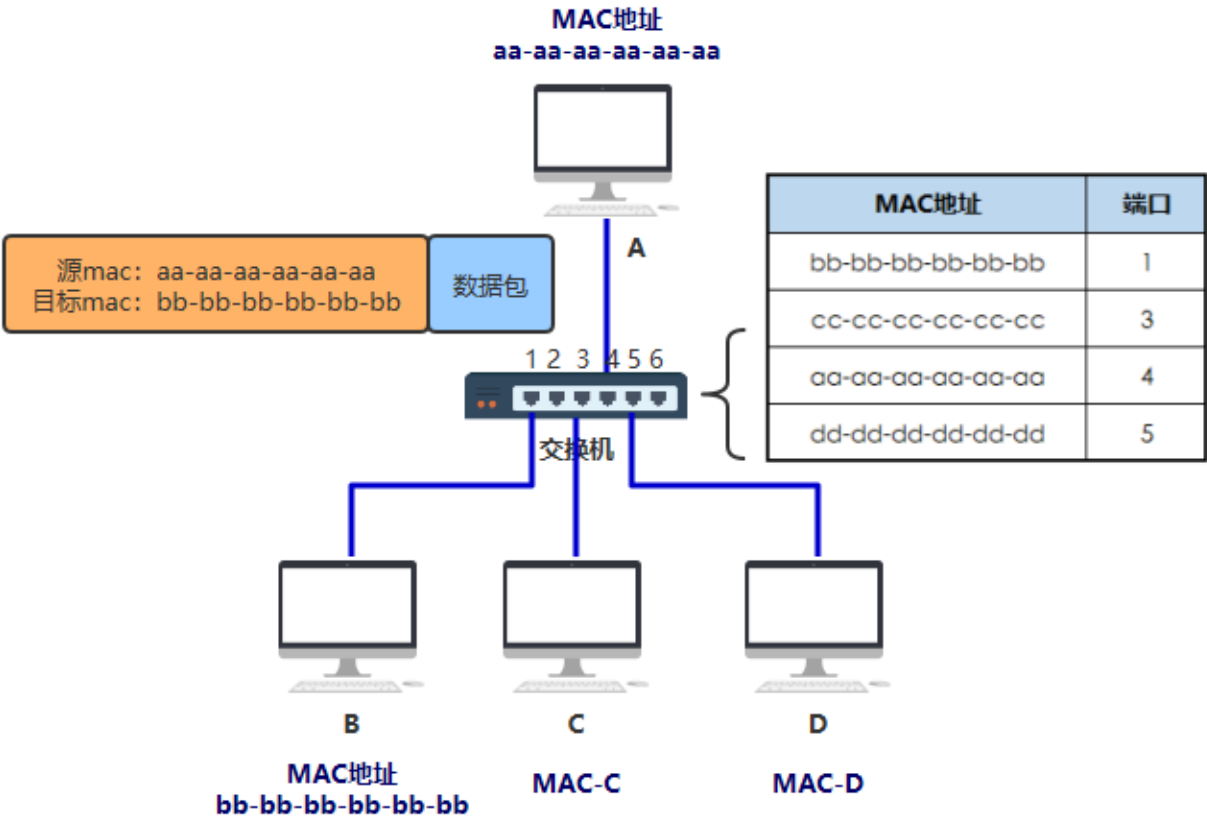 MAC地址
aa-aa-aa-aa-aa-aa
A
源mac：aa-aa-aa-aa-aa-aa
目标mac：bb-bb-bb-bb-bb-bb
数据包
MAC地址 端口
bb-bb-bb-bb-bb-bb 1
cc-cc-cc-cc-cc-cc 3
aa-aa-aa-aa-aa-aa 4
dd-dd-dd-dd-dd-dd 5
1 2 3 4 5 6
交换机
B
C
D
MAC地址
bb-bb-bb-bb-bb-bb
MAC-C
MAC-D